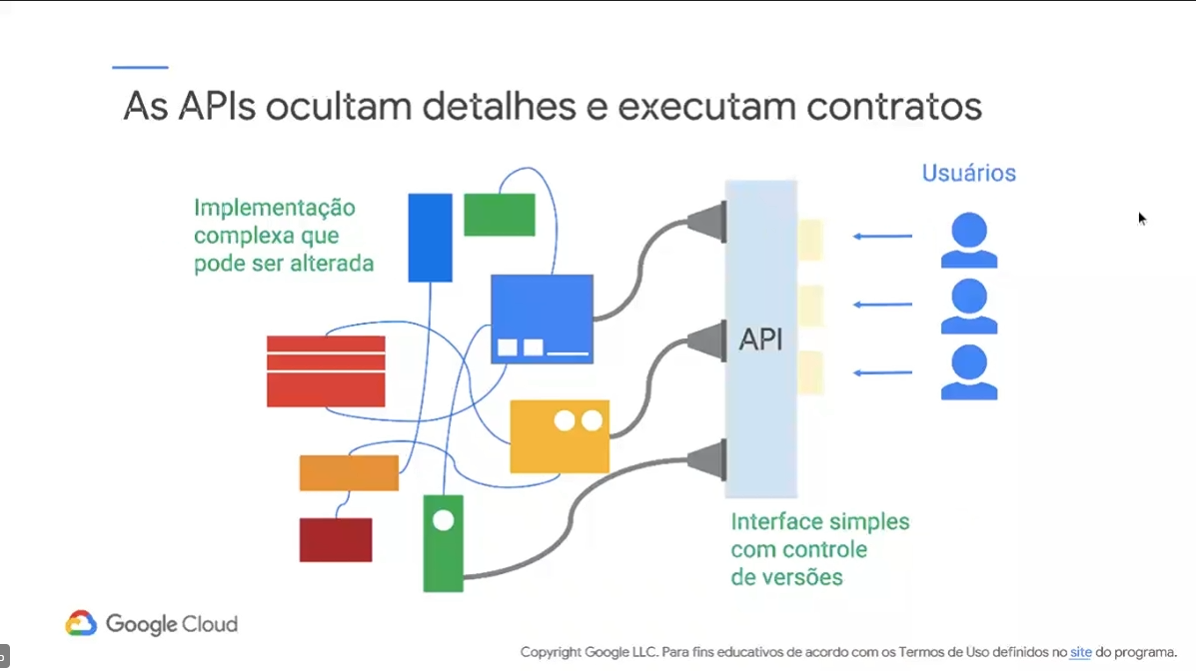 As APIs ocultam detalhes e executam contratos
Usuários
Implementação
complexa que
pode ser alterada
API
Interface simples
com controle
de versões
Google Cloud
Copyright Google LLC. Para fins educativos de acordo com os Termos de Uso definidos no site do programa.